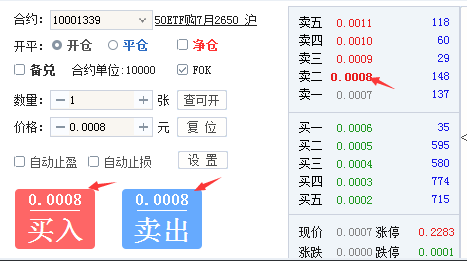 合约: 10001339 50ETF购7月2650 沪
开平: 开仓 平仓 净仓
备兑 合约单位:10000 FOK
数量: 1 张 查可开
价格: 0.0008 元 复 位
自动止盈 自动止损 设 置
0.0008 买入
0.0008 卖出
卖五 0.0011 118
卖四 0.0010 60
卖三 0.0009 29
卖二 0.0008 148
卖一 0.0007 137
买一 0.0006 35
买二 0.0005 595
买三 0.0004 580
买四 0.0003 774
买五 0.0002 715
现价 0.0007 涨停 0.2283
涨跌 0.0000 跌停 0.0001